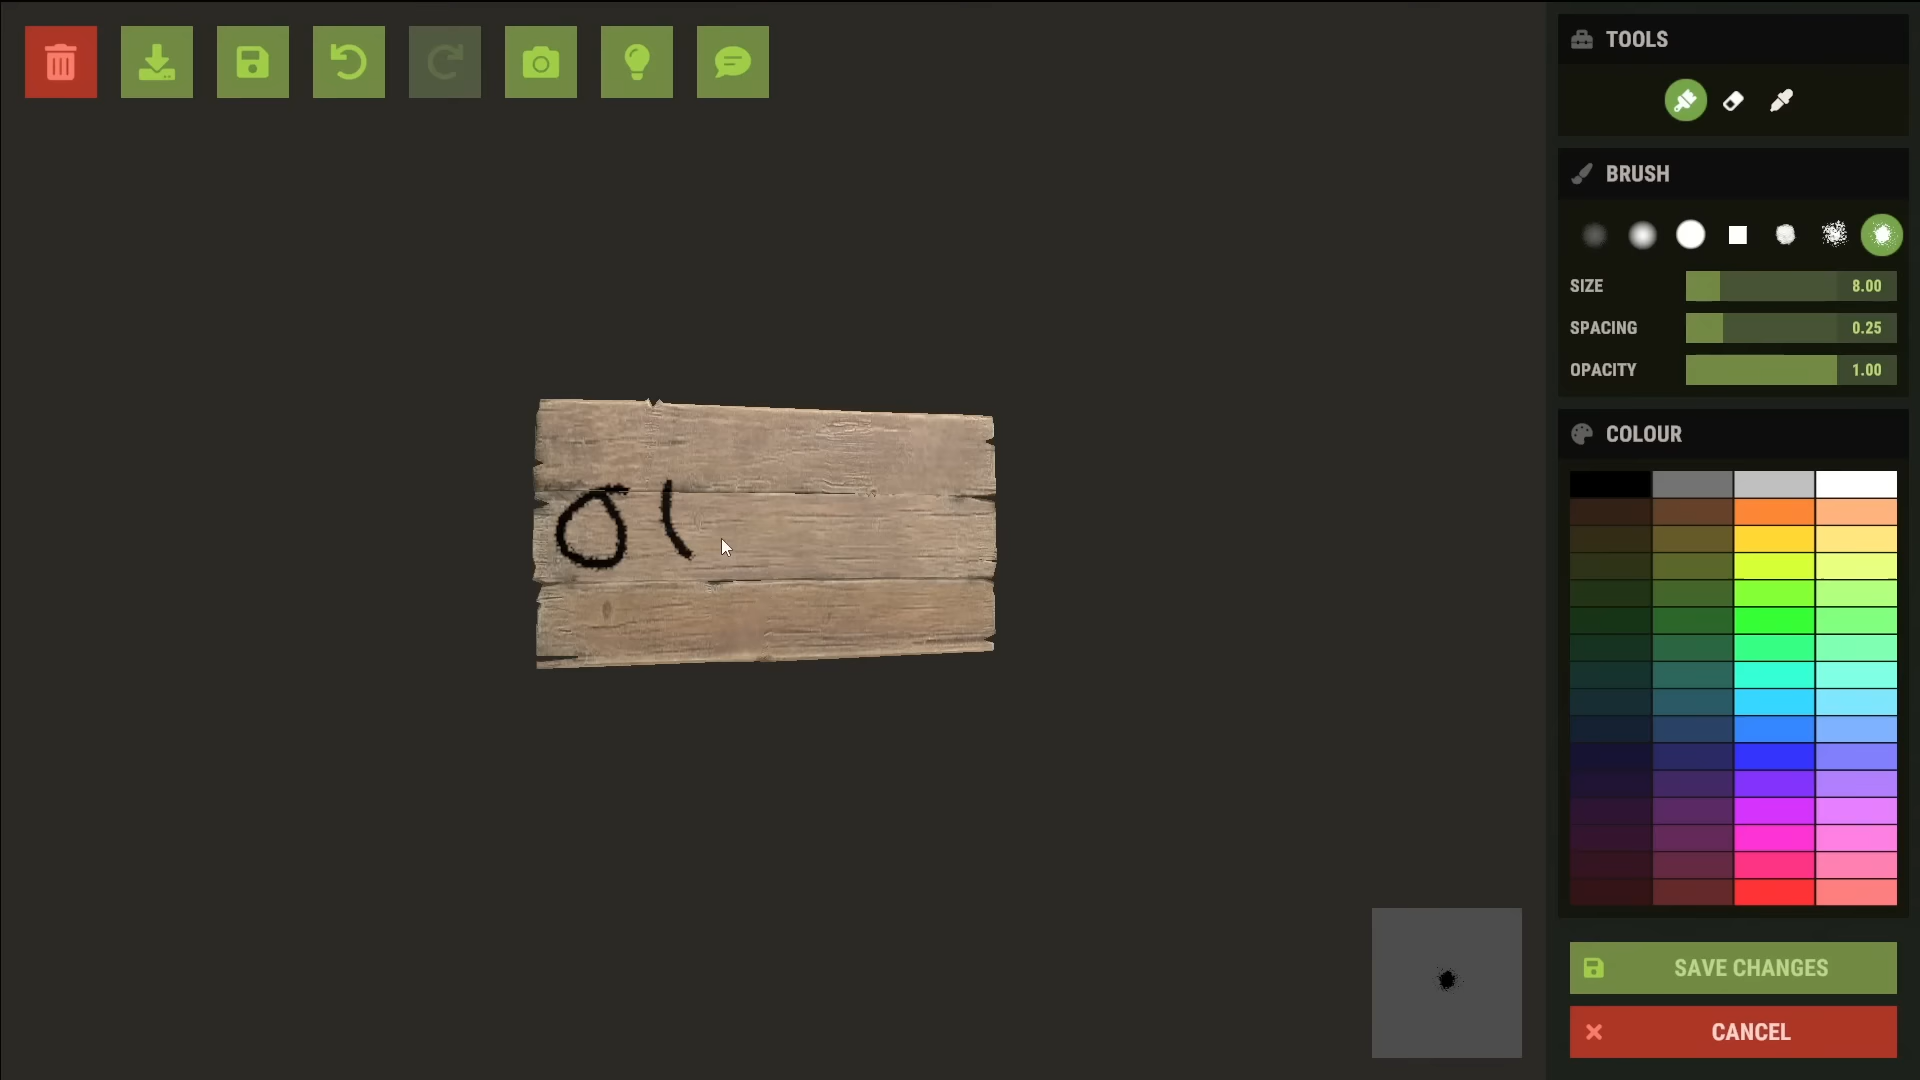 TOOLS
BRUSH
SIZE 8.00
SPACING 0.25
OPACITY 1.00
COLOUR
SAVE CHANGES
CANCEL